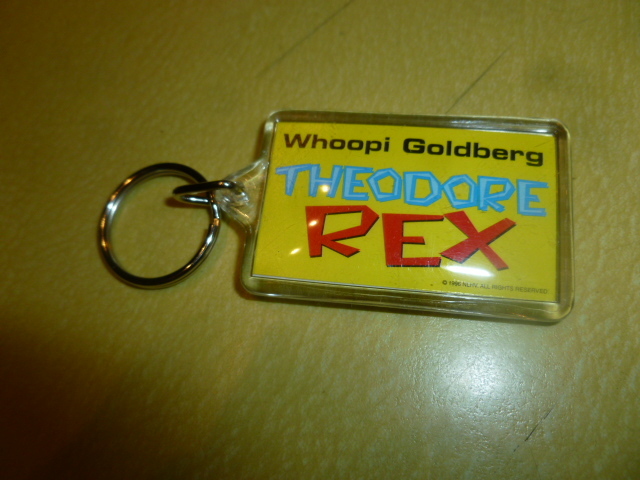 Whoopi Goldberg
THEODORE
REX
ALL RIGHTS RESERVED